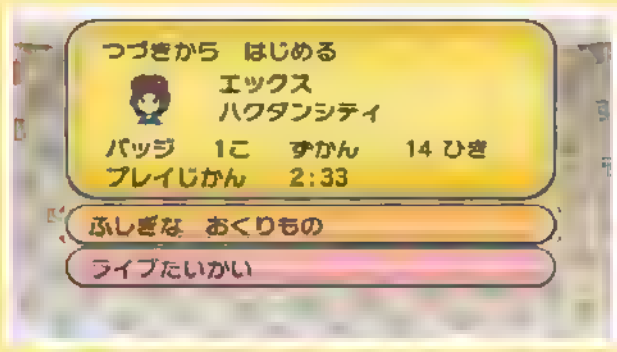 つづきから はじめる
エックス
ハクダンシティ
バッジ 1こ ずかん 14 ひき
プレイじかん 2:33
ふしぎな おくりもの
ライブたいかい